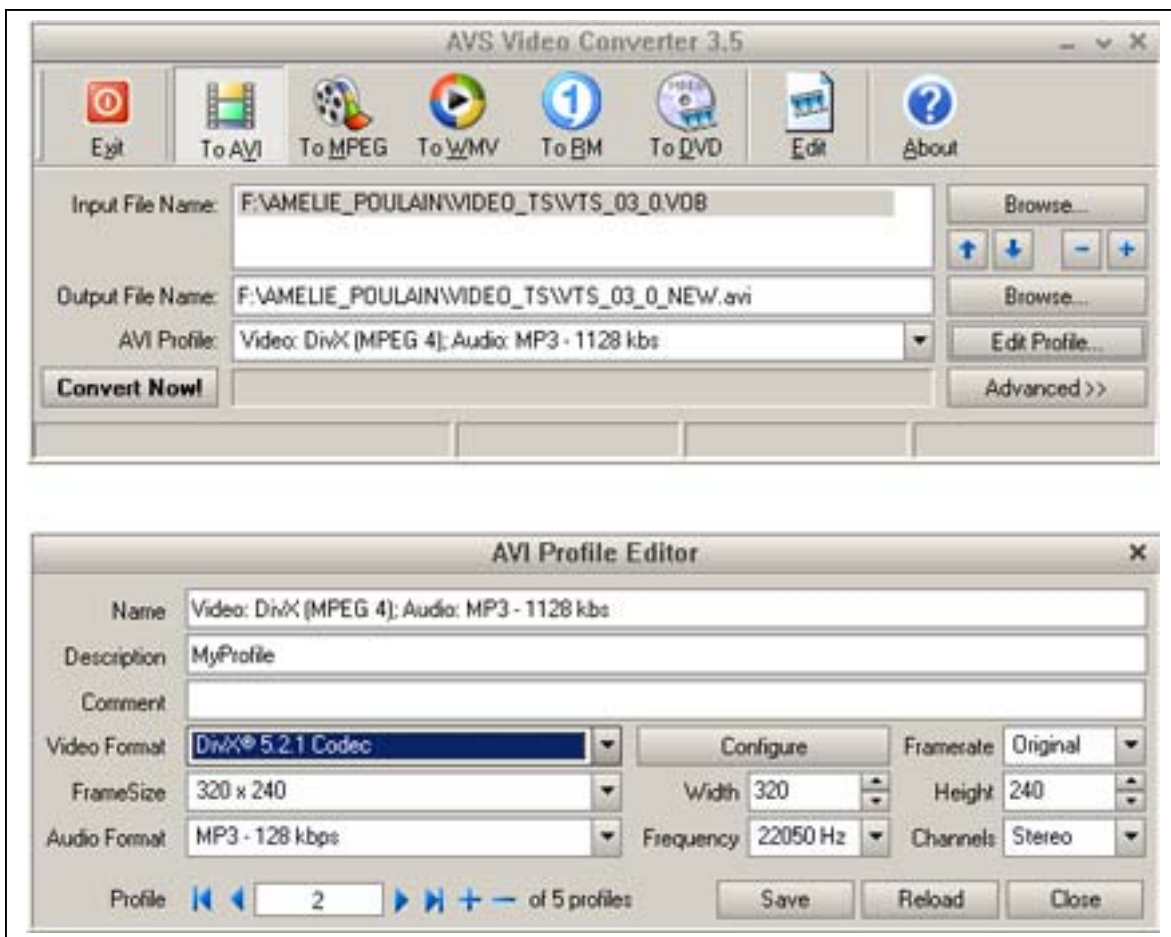 AVS Video Converter 3.5
Exit To AVI To MPEG To WMV To RM To DVD Edit About
Input File Name: F:\AMELIE_POULAIN\VIDEO_TS\VTS_03_0.VOB Browse...
Output File Name: F:\AMELIE_POULAIN\VIDEO_TS\VTS_03_0_NEW.avi Browse...
AVI Profile: Video: DivX (MPEG 4); Audio: MP3 - 1128 kbs Edit Profile...
Convert Now! Advanced >>
AVI Profile Editor
Name Video: DivX (MPEG 4); Audio: MP3 - 1128 kbs
Description MyProfile
Comment
Video Format DivX® 5.2.1 Codec Configure Framerate Original
FrameSize 320 x 240 Width 320 Height 240
Audio Format MP3 - 128 kbps Frequency 22050 Hz Channels Stereo
Profile 2 of 5 profiles Save Reload Close